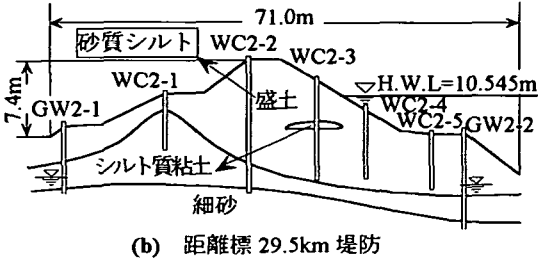 71.0m
砂質シルト
WC2-2
WC2-3
7.4m
WC2-1
H.W.L=10.545m
GW2-1
盛土
WC2-4
WC2-5
GW2-2
シルト質粘土
細砂
(b) 距離標 29.5km 堤防